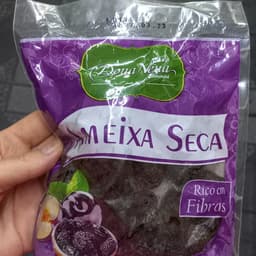 Dona Nena
AMEIXA SECA
Rico em
Fibras